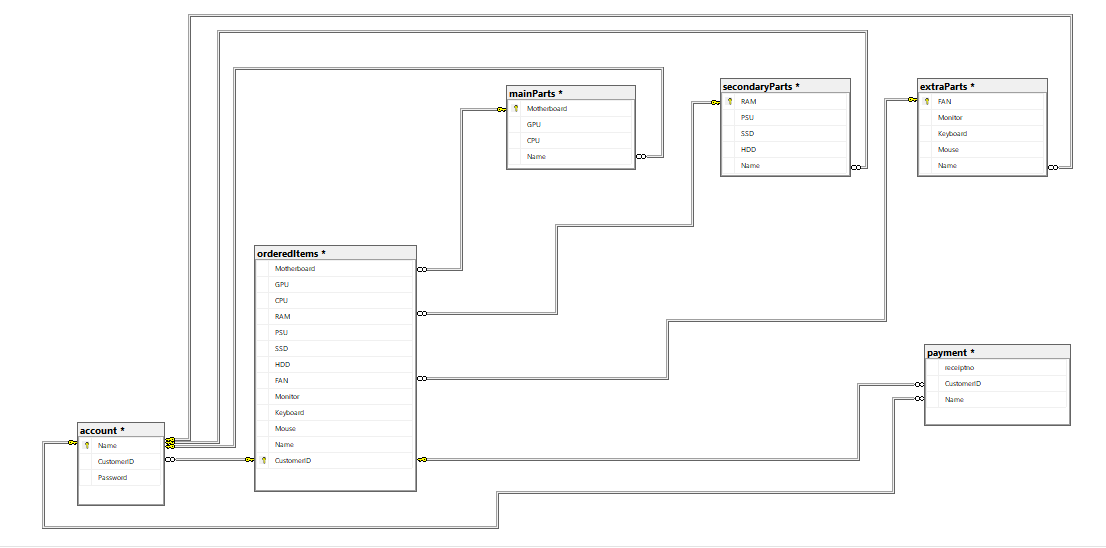 mainParts *
Motherboard
GPU
CPU
Name
secondaryParts *
RAM
PSU
SSD
HDD
Name
extraParts *
FAN
Monitor
Keyboard
Mouse
Name
orderedItems *
Motherboard
GPU
CPU
RAM
PSU
SSD
HDD
FAN
Monitor
Keyboard
Mouse
Name
CustomerID
payment *
receiptno
CustomerID
Name
account *
Name
CustomerID
Password